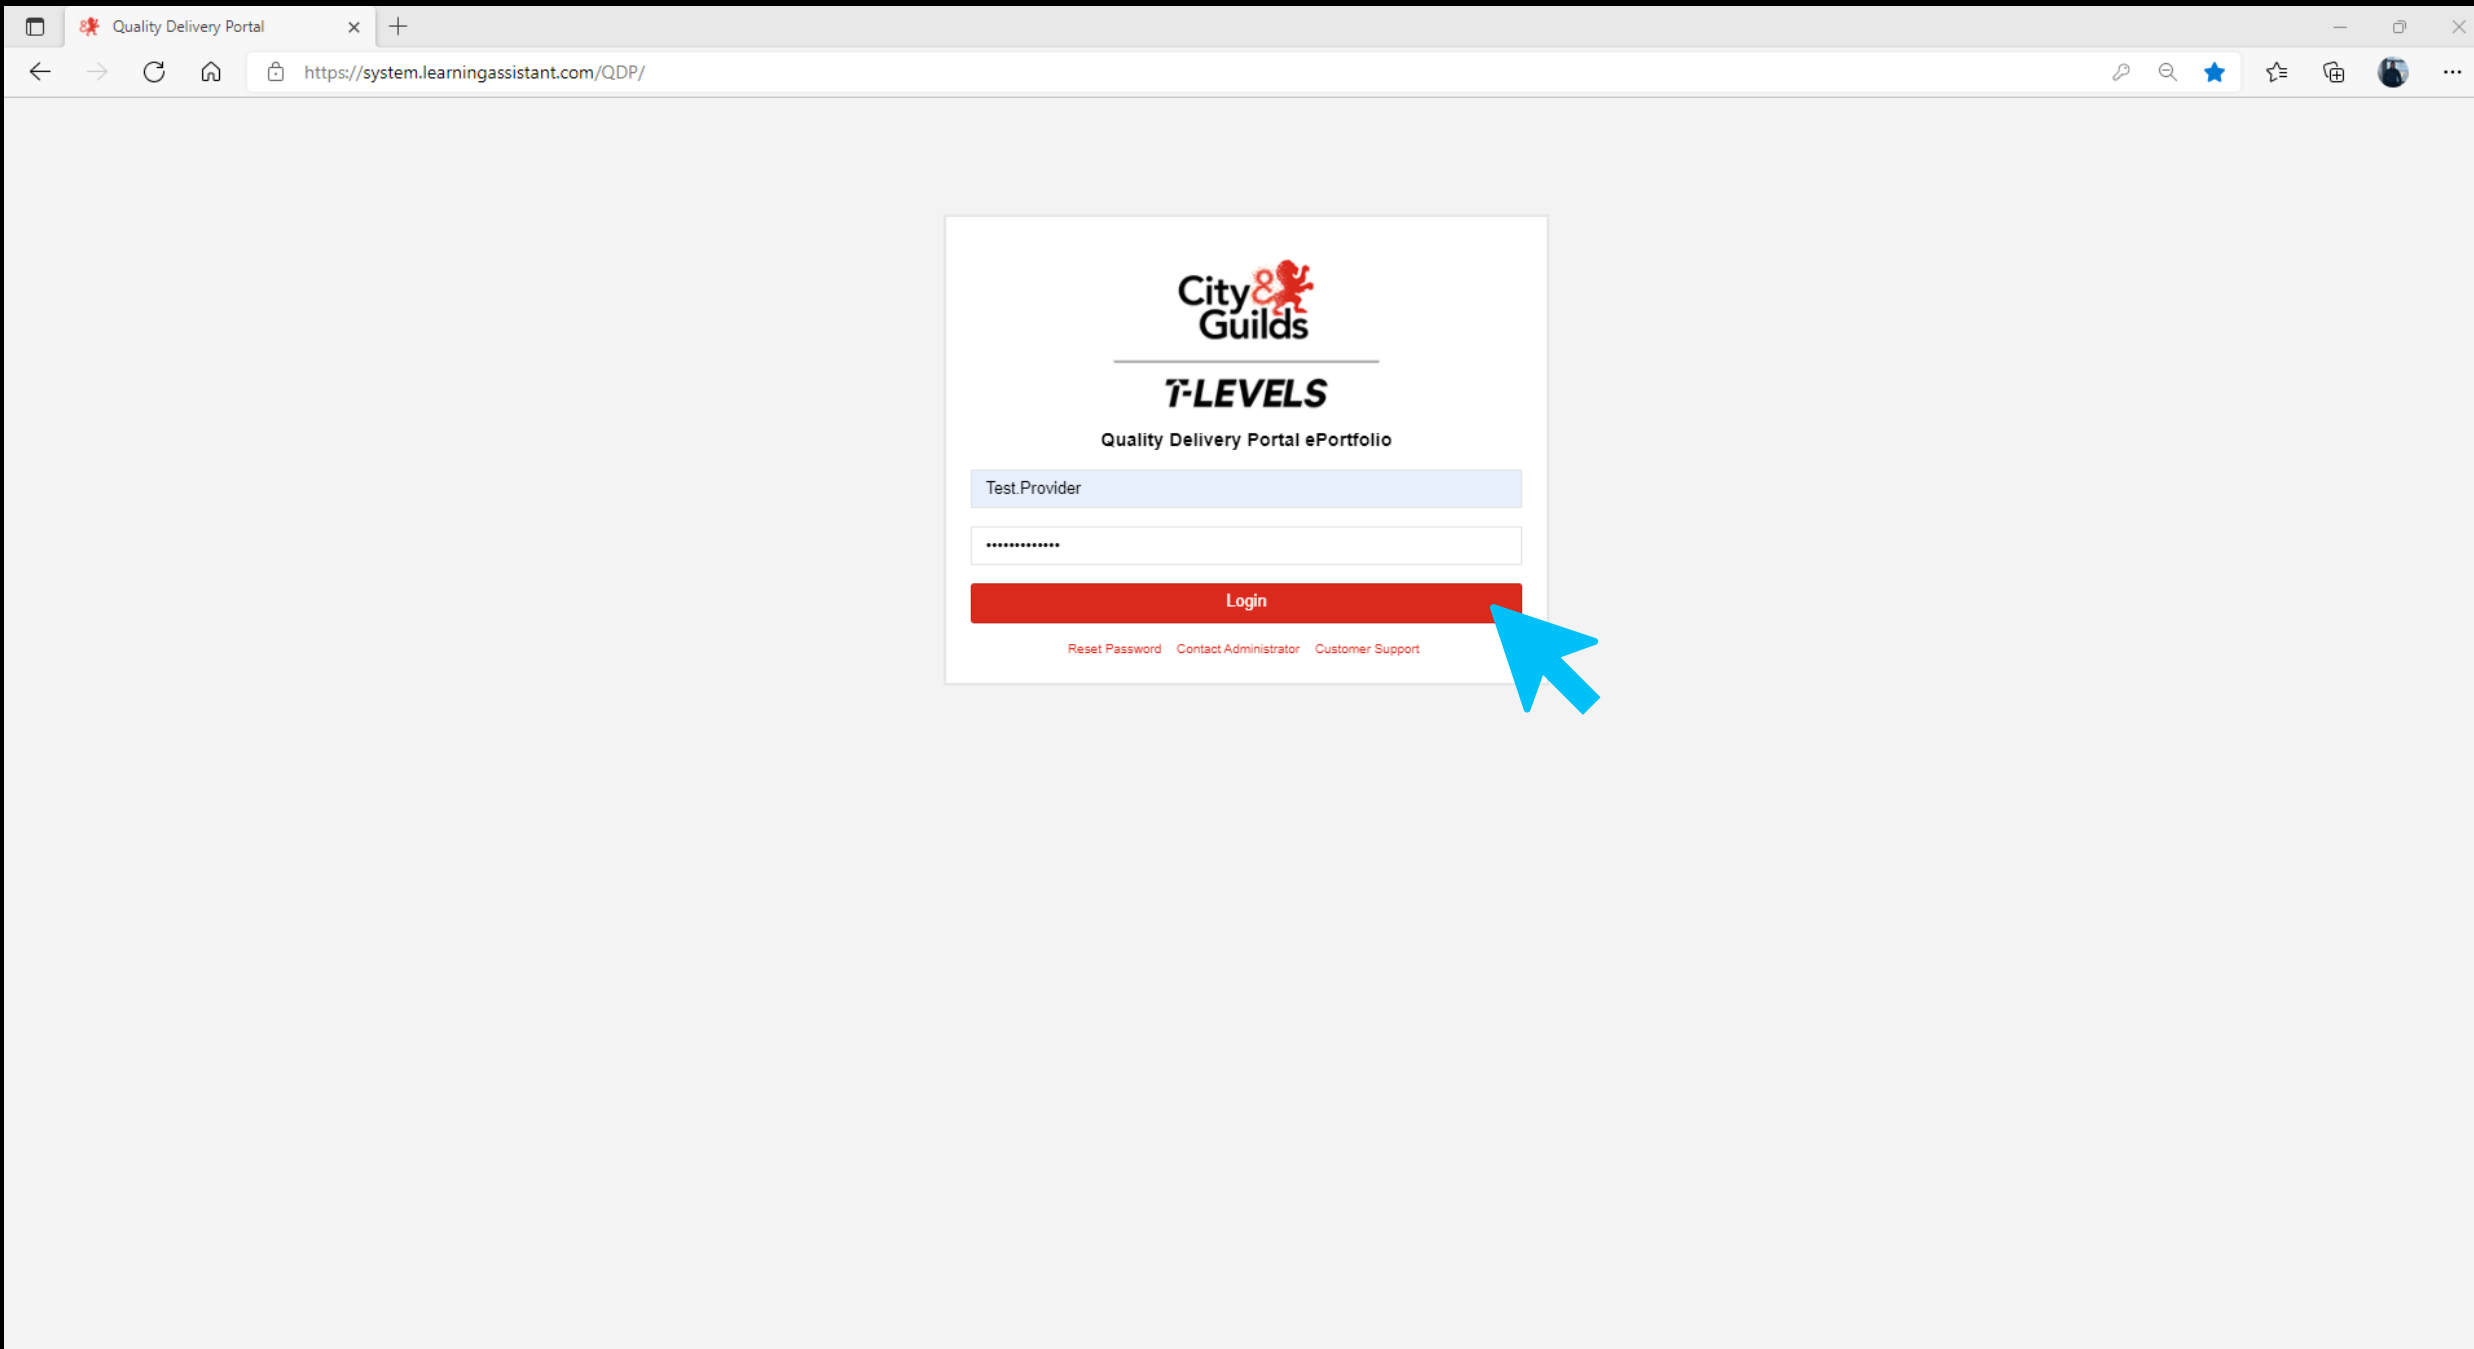 Quality Delivery Portal
https://system.learningassistant.com/QDP/
City&
Guilds
T-LEVELS
Quality Delivery Portal ePortfolio
Test.Provider
•••••••••••••
Login
Reset Password Contact Administrator Customer Support